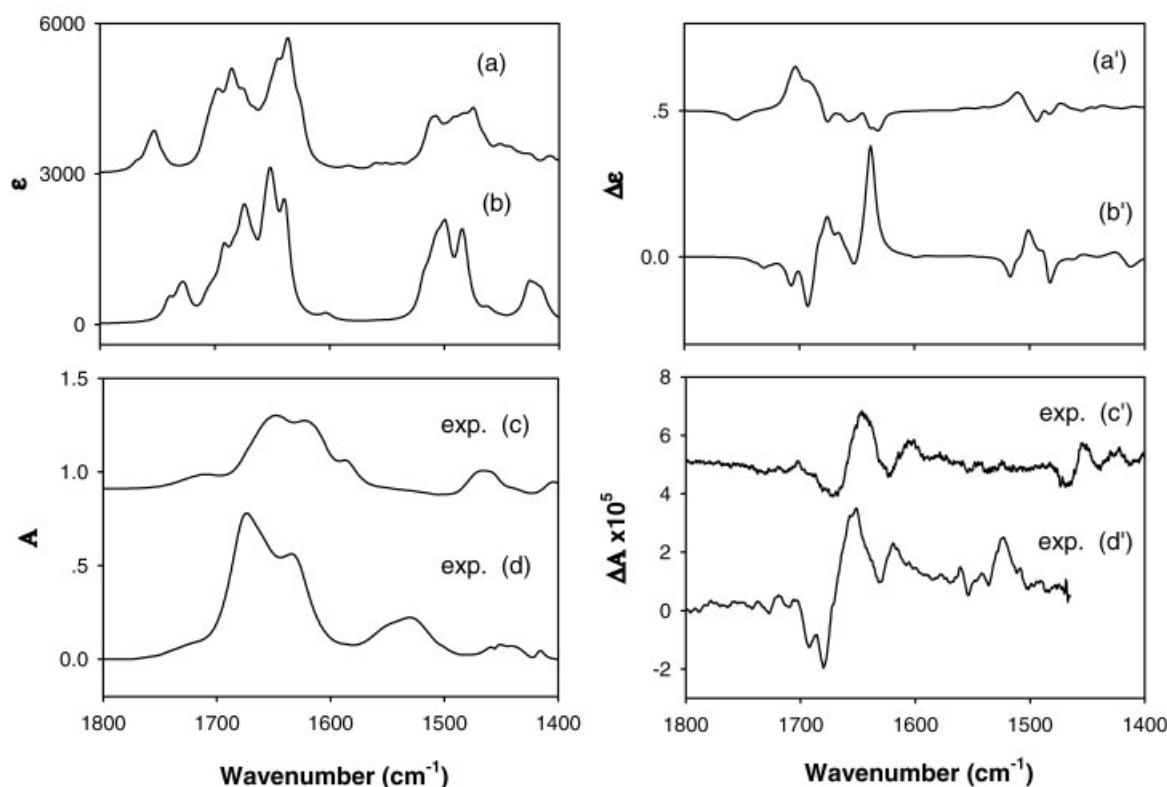 6000
3000
0
ε
(a)
(b)
.5
0.0
Δε
(a')
(b')
1.5
1.0
.5
0.0
A
exp. (c)
exp. (d)
1800 1700 1600 1500 1400
Wavenumber (cm⁻¹)
8
6
4
2
0
-2
ΔA x10⁵
exp. (c')
exp. (d')
1800 1700 1600 1500 1400
Wavenumber (cm⁻¹)